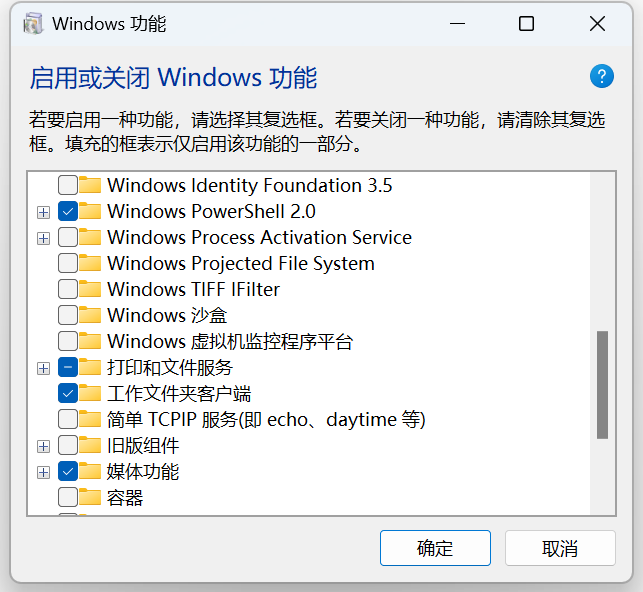 Windows 功能
启用或关闭 Windows 功能
?
若要启用一种功能，请选择其复选框。若要关闭一种功能，请清除其复选
框。填充的框表示仅启用该功能的一部分。
Windows Identity Foundation 3.5
Windows PowerShell 2.0
Windows Process Activation Service
Windows Projected File System
Windows TIFF IFilter
Windows 沙盒
Windows 虚拟机监控程序平台
打印和文件服务
工作文件夹客户端
简单 TCPIP 服务(即 echo、daytime 等)
旧版组件
媒体功能
容器
确定
取消